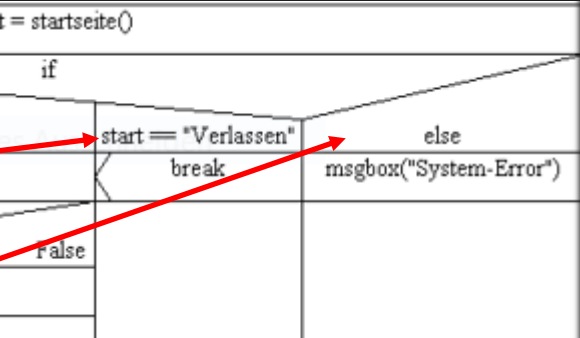 t = startseite()
if
start == "Verlassen"
else
break
msgbox("System-Error")
False